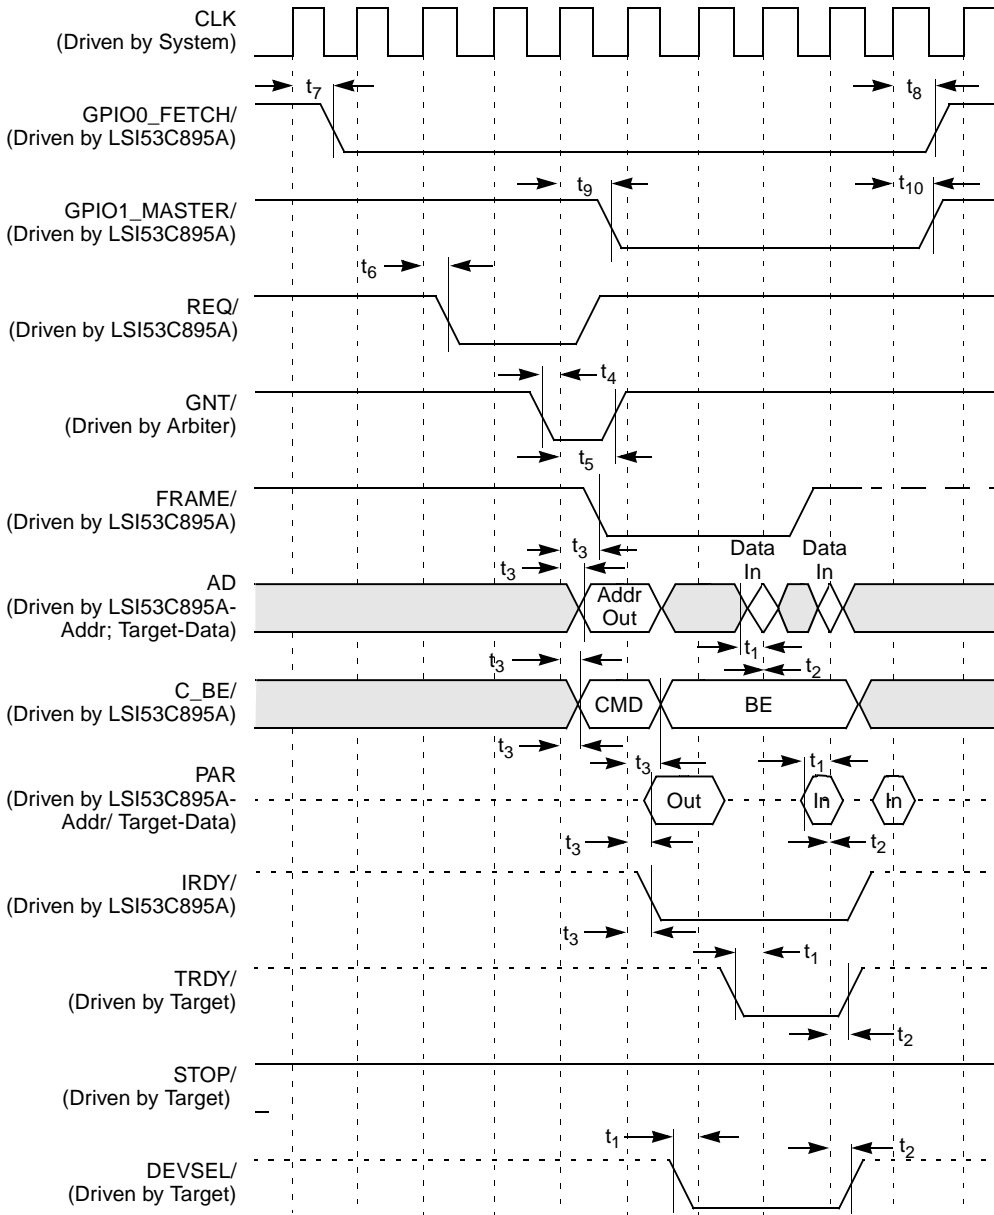 CLK
(Driven by System)
t7
t8
GPIO0_FETCH/
(Driven by LSI53C895A)
t9
t10
GPIO1_MASTER/
(Driven by LSI53C895A)
t6
REQ/
(Driven by LSI53C895A)
t4
GNT/
(Driven by Arbiter)
t5
FRAME/
(Driven by LSI53C895A)
t3
Data
In
Data
In
t3
AD
(Driven by LSI53C895A-
Addr; Target-Data)
Addr
Out
t1
t3
t2
C_BE/
(Driven by LSI53C895A)
CMD
BE
t3
t3
t1
PAR
(Driven by LSI53C895A-
Addr/ Target-Data)
Out
In
In
t3
t2
IRDY/
(Driven by LSI53C895A)
t3
t1
TRDY/
(Driven by Target)
t2
STOP/
(Driven by Target)
t1
t2
DEVSEL/
(Driven by Target)